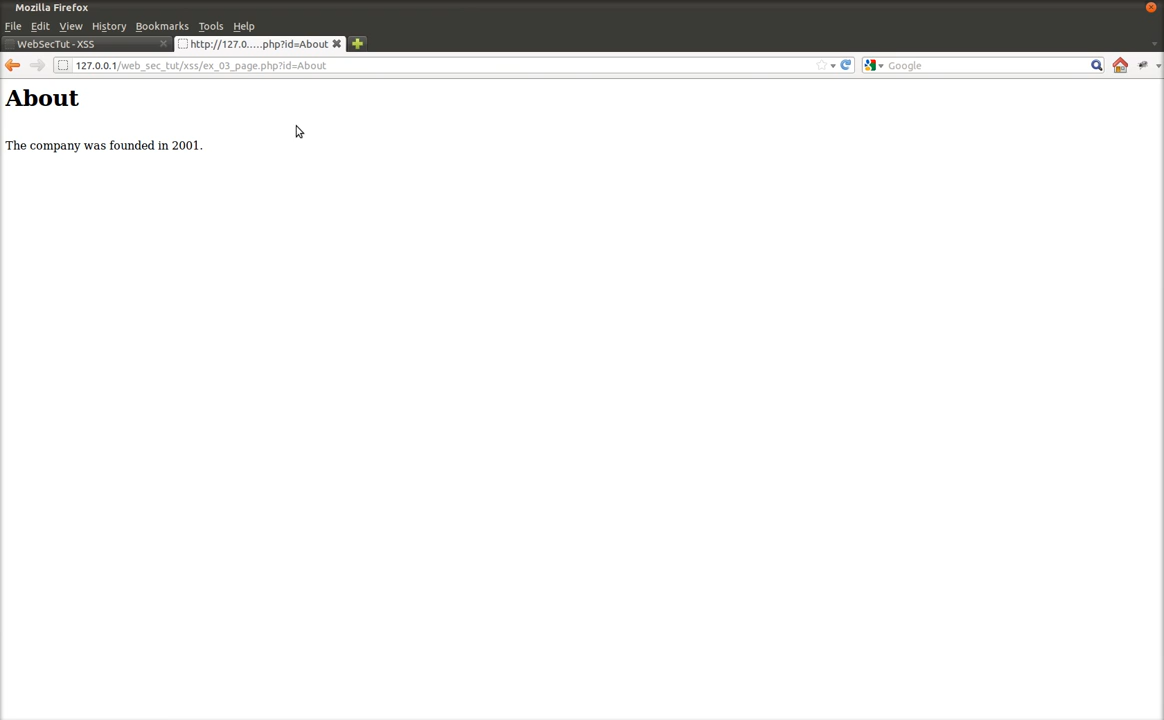 Mozilla Firefox
File Edit View History Bookmarks Tools Help
WebSecTut - XSS http://127.0.....php?id=About
127.0.0.1/web_sec_tut/xss/ex_03_page.php?id=About Google
About
The company was founded in 2001.